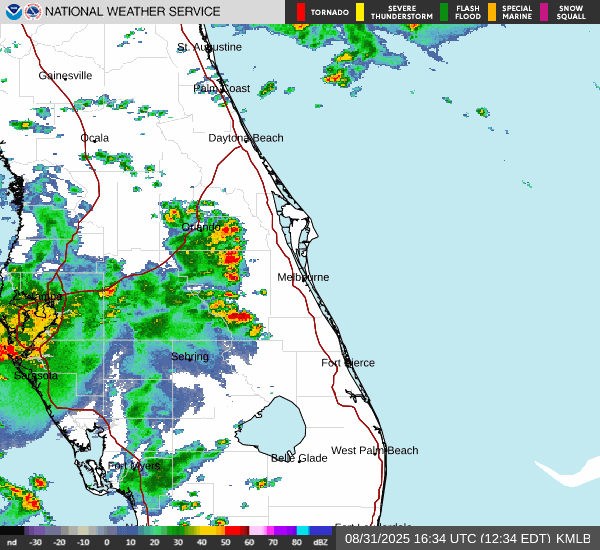 NATIONAL WEATHER SERVICE
TORNADO
SEVERE THUNDERSTORM
FLASH FLOOD
SPECIAL MARINE
SNOW SQUALL
St. Augustine
Gainesville
Palm Coast
Ocala
Daytona Beach
Orlando
Melbourne
Tampa
Sebring
Fort Pierce
Sarasota
West Palm Beach
Belle Glade
Fort Myers
nd -30 -20 -10 0 10 20 30 40 50 60 70 80 dBZ
08/31/2025 16:34 UTC (12:34 EDT) KMLB